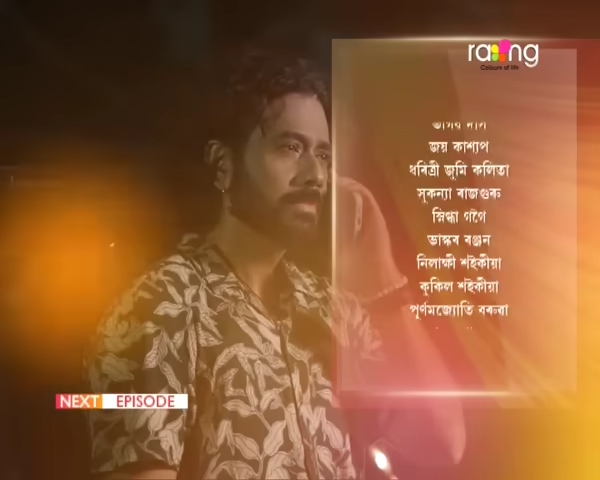 rang
Colours of life
জয় কাশ্যপ
ধৰিত্ৰী জুমি কলিতা
সুকন্যা ৰাজগুৰু
স্নিগ্ধা গগৈ
ভাস্কৰ ৰঞ্জন
নিলাক্ষী শইকীয়া
কুকিল শইকীয়া
পূৰ্ণমজ্যোতি বৰুৱা
NEXT EPISODE